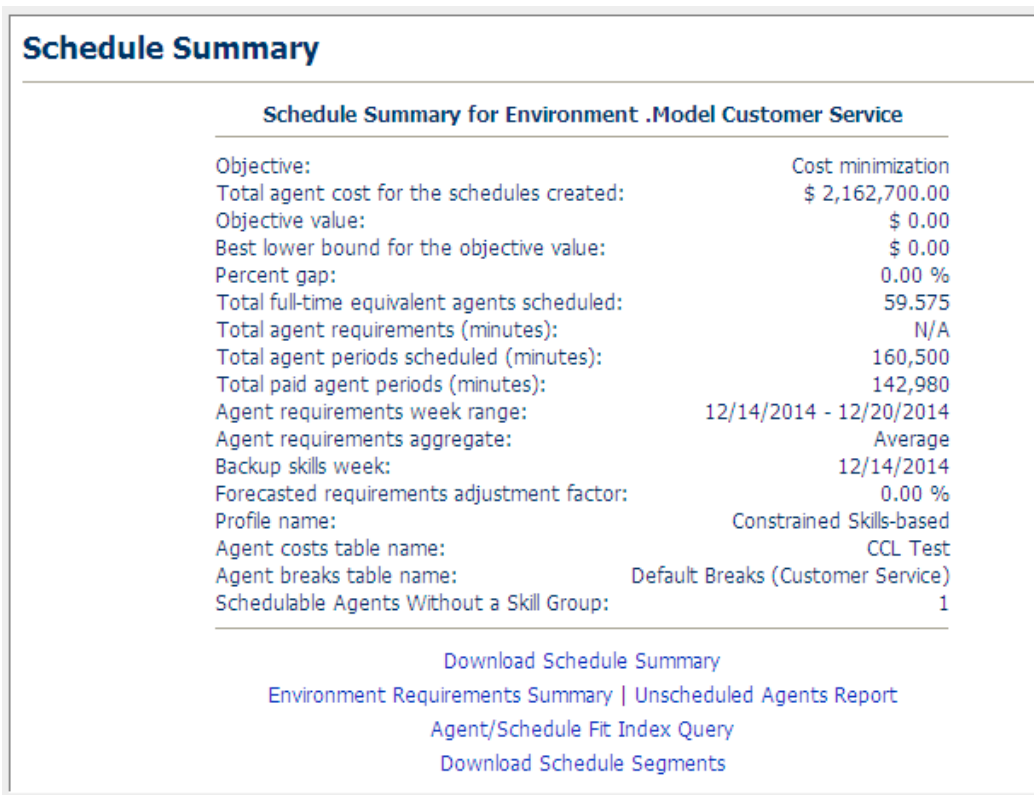 Schedule Summary
Schedule Summary for Environment .Model Customer Service
Objective: Cost minimization
Total agent cost for the schedules created: $ 2,162,700.00
Objective value: $ 0.00
Best lower bound for the objective value: $ 0.00
Percent gap: 0.00 %
Total full-time equivalent agents scheduled: 59.575
Total agent requirements (minutes): N/A
Total agent periods scheduled (minutes): 160,500
Total paid agent periods (minutes): 142,980
Agent requirements week range: 12/14/2014 - 12/20/2014
Agent requirements aggregate: Average
Backup skills week: 12/14/2014
Forecasted requirements adjustment factor: 0.00 %
Profile name: Constrained Skills-based
Agent costs table name: CCL Test
Agent breaks table name: Default Breaks (Customer Service)
Schedulable Agents Without a Skill Group: 1
Download Schedule Summary
Environment Requirements Summary | Unscheduled Agents Report
Agent/Schedule Fit Index Query
Download Schedule Segments